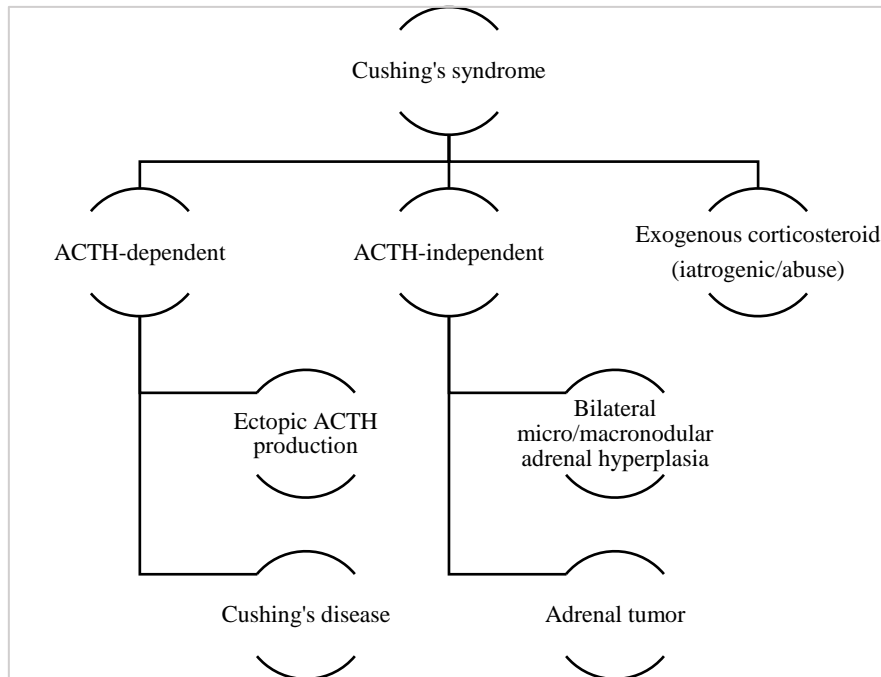 Cushing's syndrome
ACTH-dependent
ACTH-independent
Exogenous corticosteroid
(iatrogenic/abuse)
Ectopic ACTH
production
Bilateral
micro/macronodular
adrenal hyperplasia
Cushing's disease
Adrenal tumor